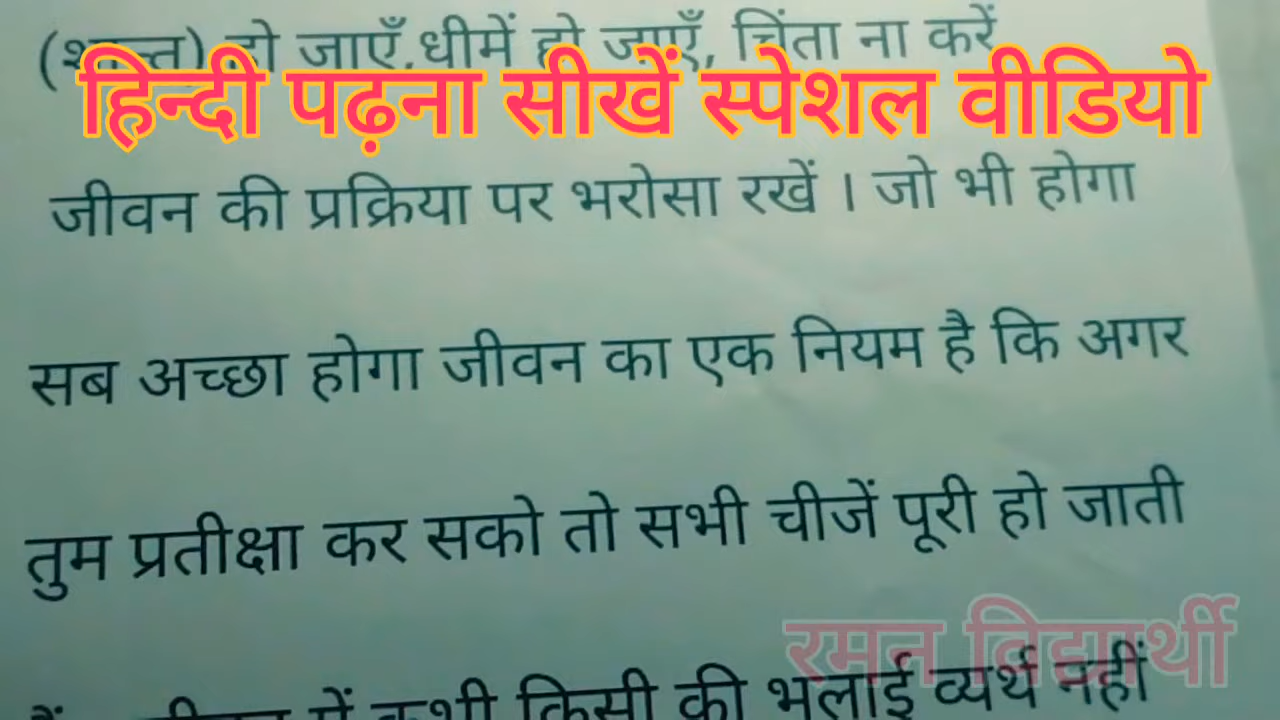 (शान्त) हो जाएँ,धीमें हो जाएँ, चिंता ना करें
हिन्दी पढ़ना सीखें स्पेशल वीडियो
जीवन की प्रक्रिया पर भरोसा रखें । जो भी होगा
सब अच्छा होगा जीवन का एक नियम है कि अगर
तुम प्रतीक्षा कर सको तो सभी चीजें पूरी हो जाती
रमन विद्यार्थी
में कभी किसी की भलाई व्यर्थ नहीं